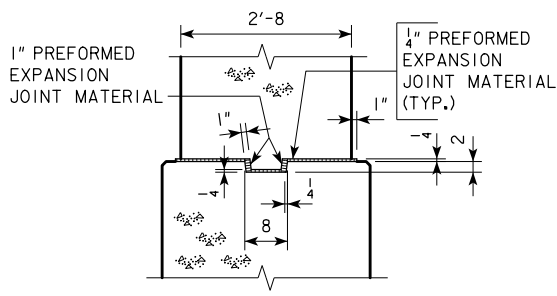 2'-8
1" PREFORMED
EXPANSION
JOINT MATERIAL
1/4" PREFORMED
EXPANSION
JOINT MATERIAL
(TYP.)
1"
1"
1/4
2
1/4
1/4
8